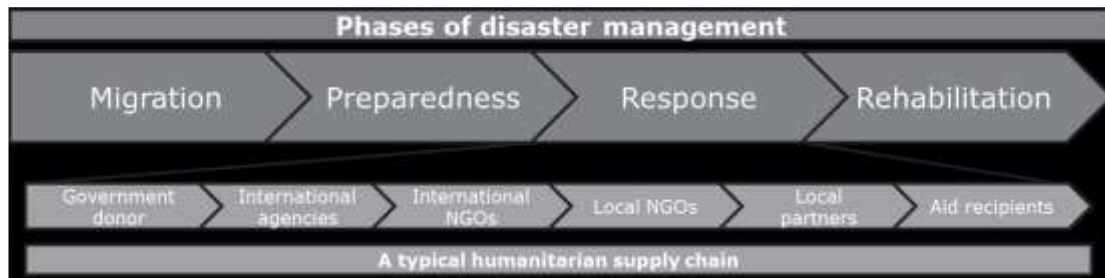 Phases of disaster management
Migration
Preparedness
Response
Rehabilitation
Government
donor
International
agencies
International
NGOs
Local NGOs
Local
partners
Aid recipients
A typical humanitarian supply chain